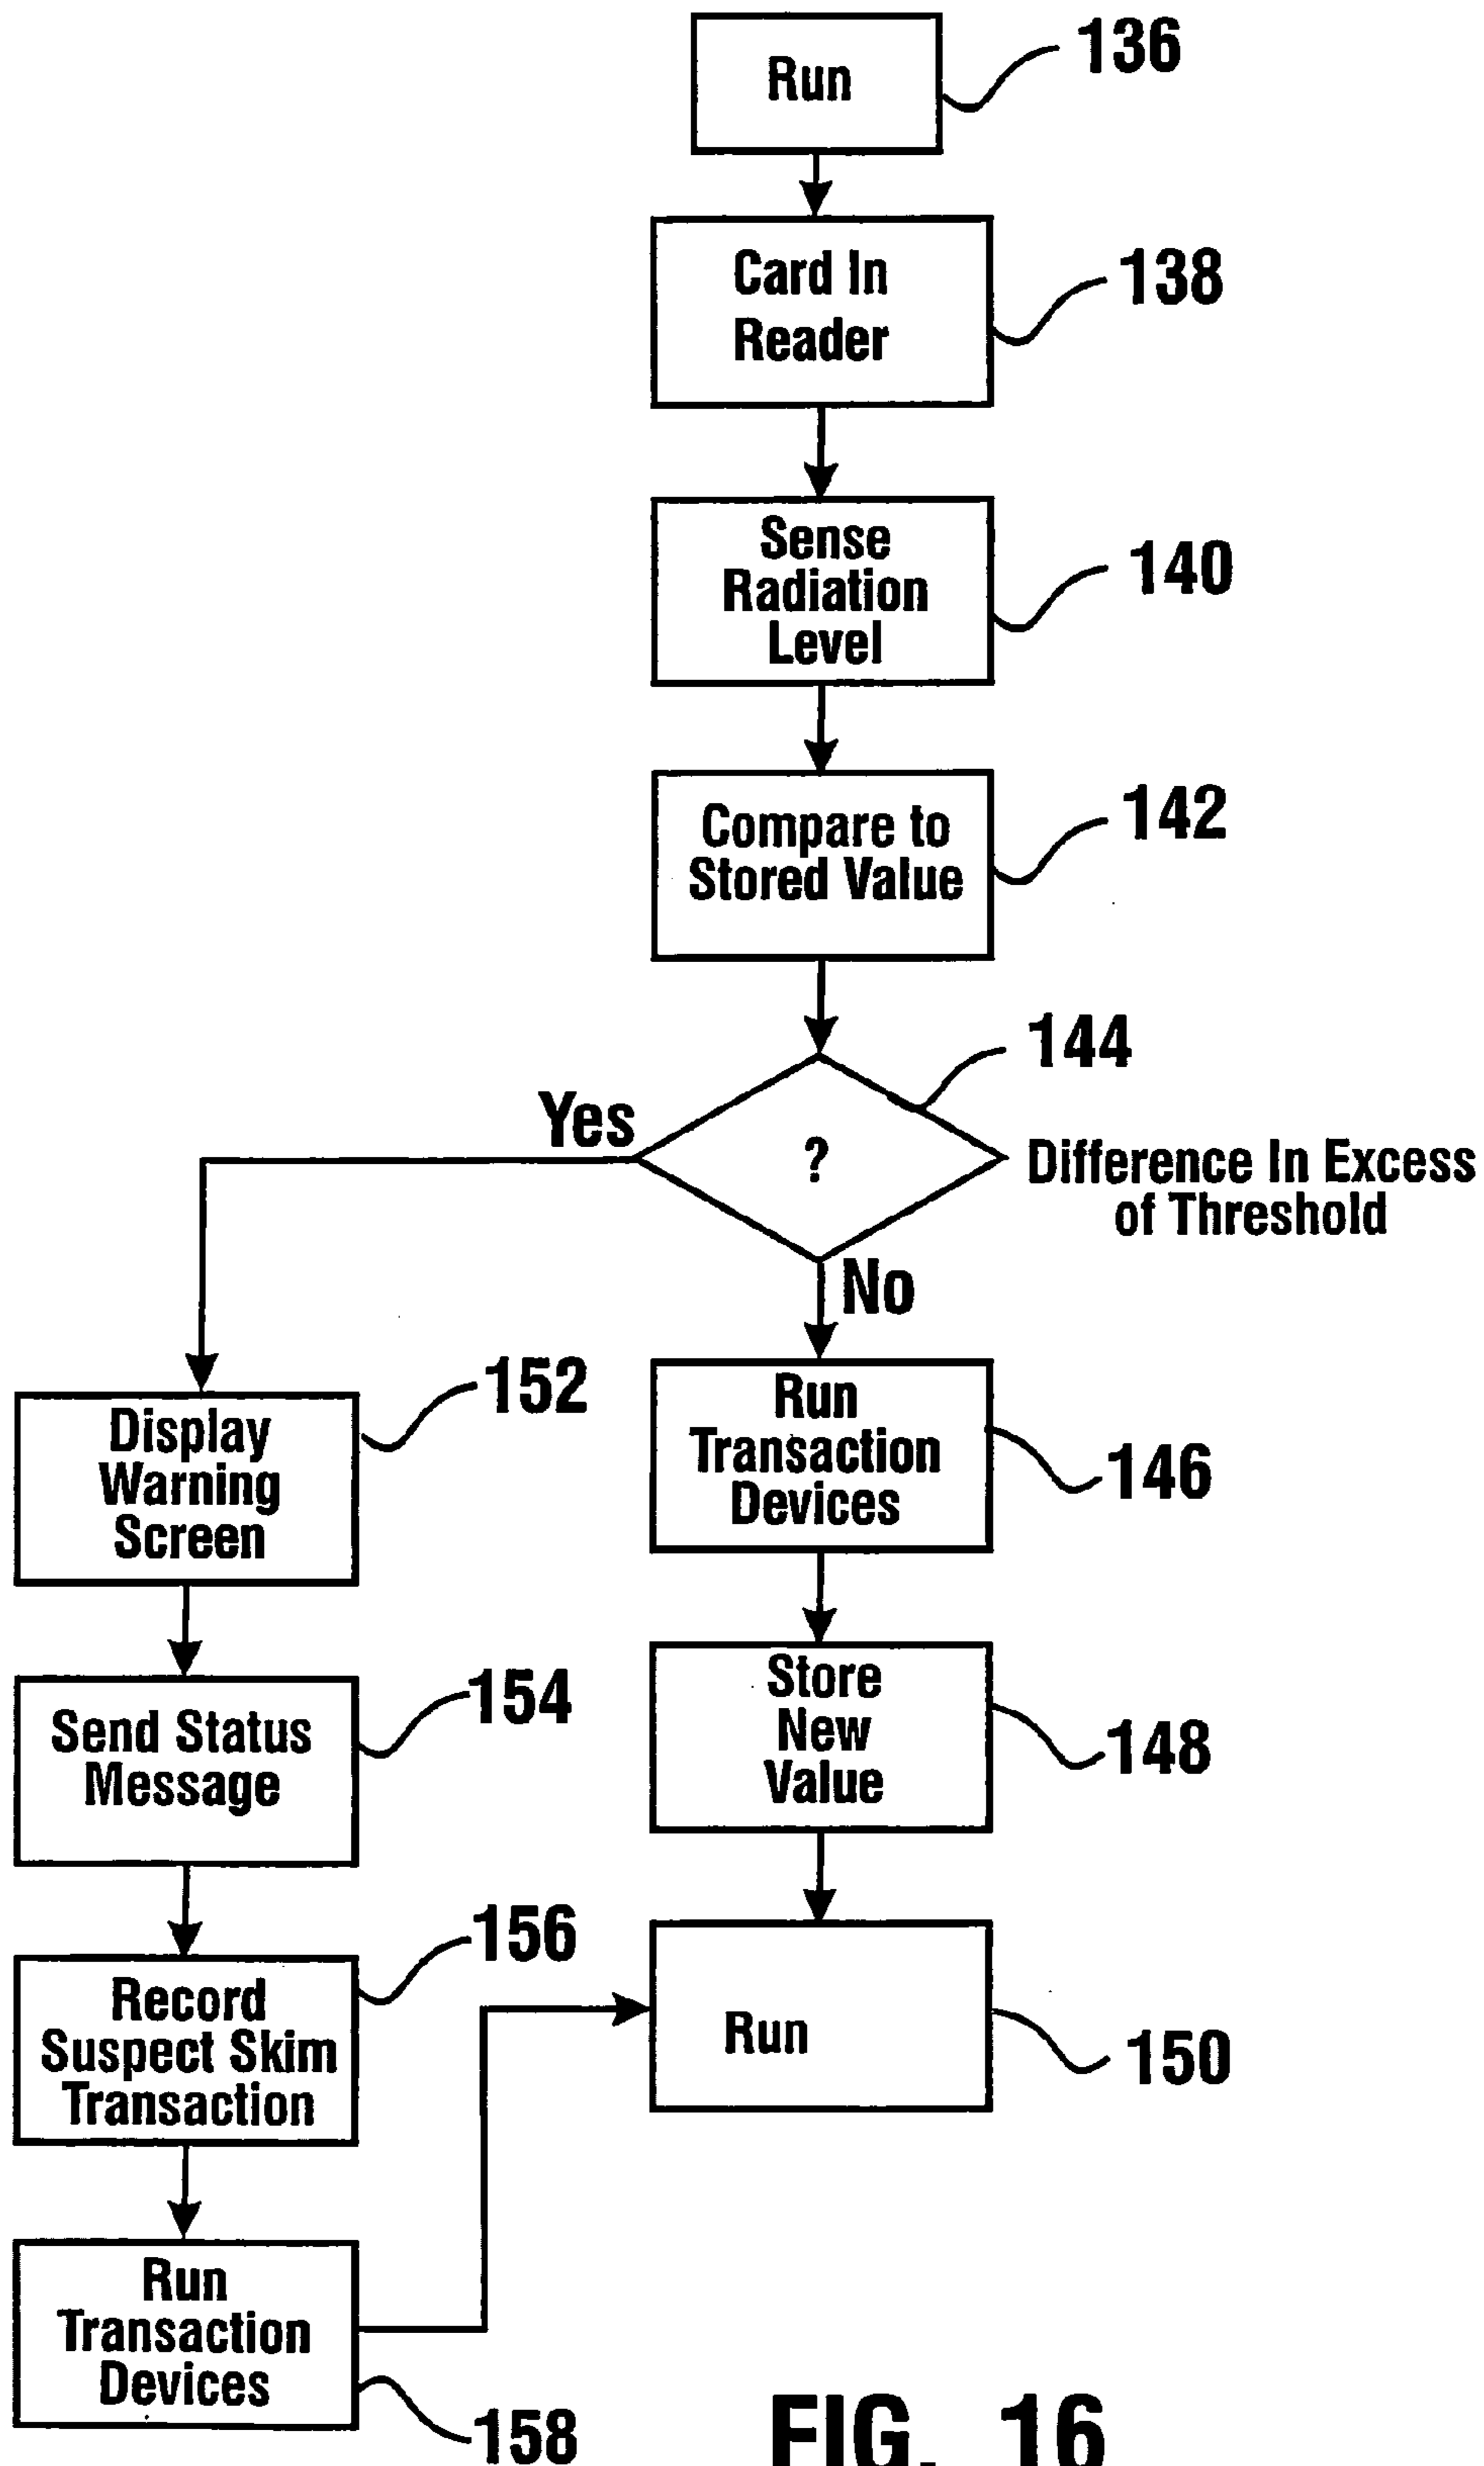 Run
136
Card In
Reader
138
Sense
Radiation
Level
140
Compare to
Stored Value
142
144
Yes
?
Difference In Excess
of Threshold
No
152
Display
Warning
Screen
Run
Transaction
Devices
146
154
Send Status
Message
Store
New
Value
148
156
Record
Suspect Skim
Transaction
Run
150
Run
Transaction
Devices
158
FIG. 16